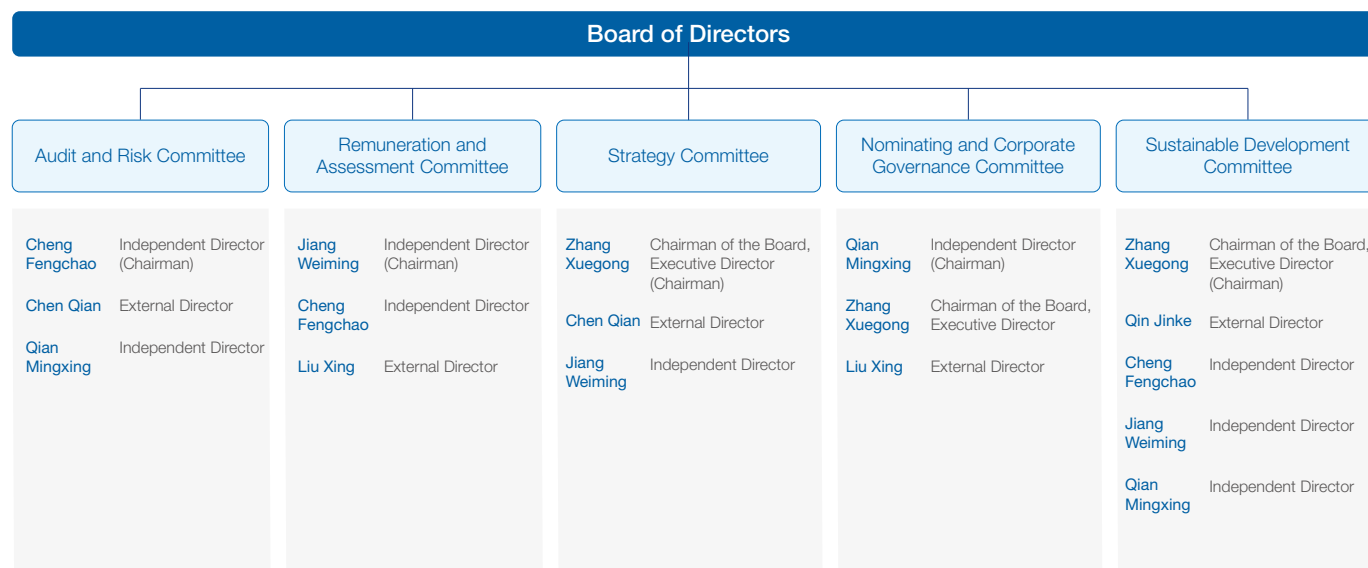 Board of Directors
Audit and Risk Committee
Remuneration and
Assessment Committee
Strategy Committee
Nominating and Corporate
Governance Committee
Sustainable Development
Committee
Cheng
Fengchao
Independent Director
(Chairman)
Chen Qian
External Director
Qian
Mingxing
Independent Director
Jiang
Weiming
Independent Director
(Chairman)
Cheng
Fengchao
Independent Director
Liu Xing
External Director
Zhang
Xuegong
Chairman of the Board,
Executive Director
(Chairman)
Chen Qian
External Director
Jiang
Weiming
Independent Director
Qian
Mingxing
Independent Director
(Chairman)
Zhang
Xuegong
Chairman of the Board,
Executive Director
Liu Xing
External Director
Zhang
Xuegong
Chairman of the Board,
Executive Director
(Chairman)
Qin Jinke
External Director
Cheng
Fengchao
Independent Director
Jiang
Weiming
Independent Director
Qian
Mingxing
Independent Director